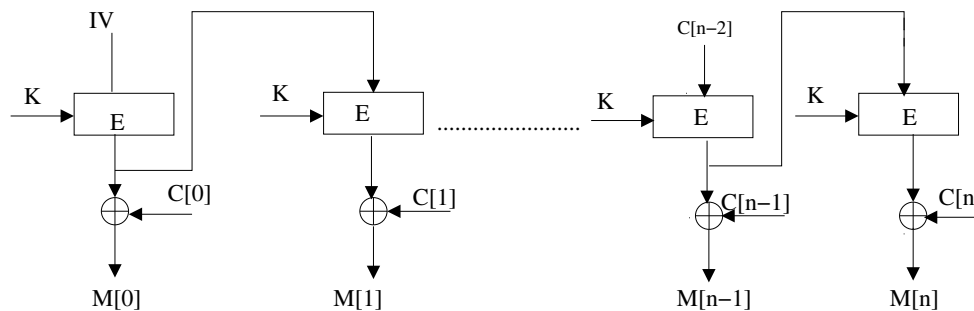 IV
C[n−2]
K
E
K
E
K
E
K
E
C[0]
C[1]
C[n−1]
C[n
M[0]
M[1]
M[n−1]
M[n]